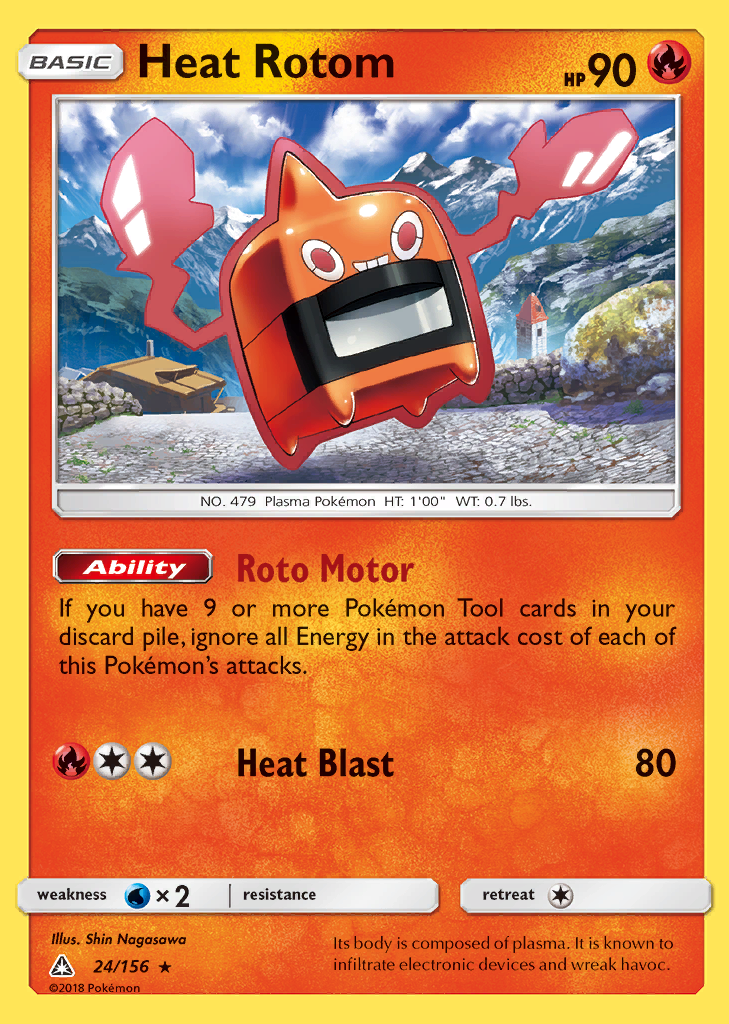 BASIC
Heat Rotom
HP 90
NO. 479 Plasma Pokémon HT: 1'00" WT: 0.7 lbs.
Ability Roto Motor
If you have 9 or more Pokémon Tool cards in your
discard pile, ignore all Energy in the attack cost of each of
this Pokémon's attacks.
Heat Blast 80
weakness ×2 resistance retreat
Illus. Shin Nagasawa
24/156 ★
©2018 Pokémon
Its body is composed of plasma. It is known to
infiltrate electronic devices and wreak havoc.